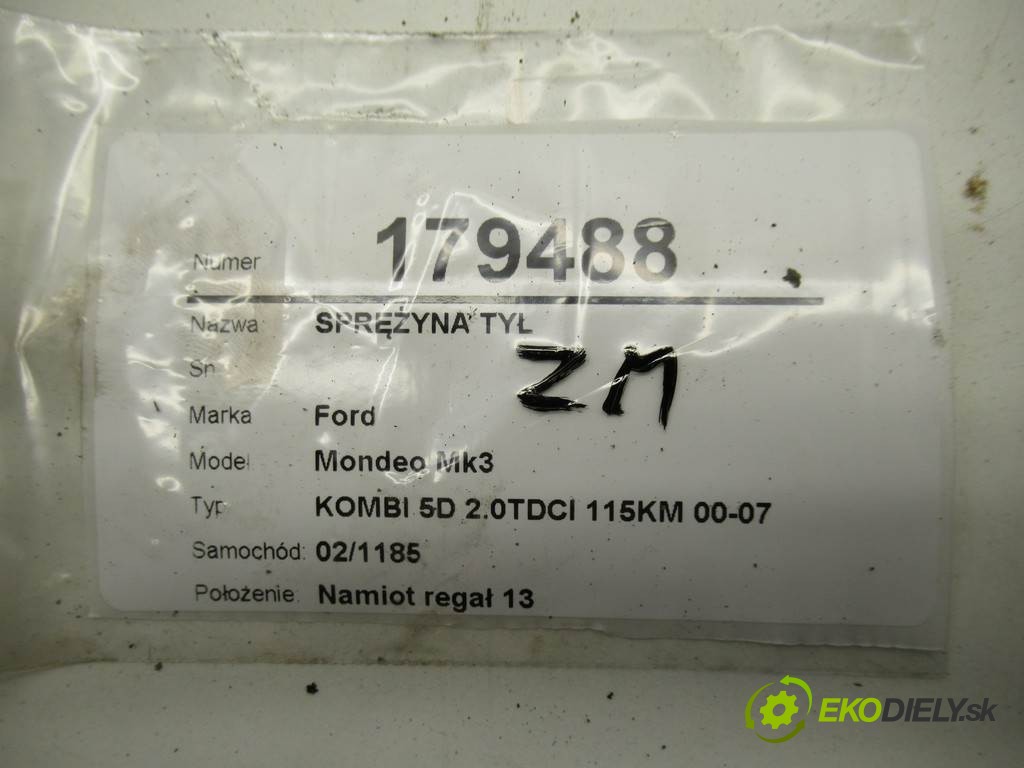 Numer 179488
Nazwa SPRĘŻYNA TYŁ
Sn
ZM
Marka Ford
Model Mondeo Mk3
Typ KOMBI 5D 2.0TDCI 115KM 00-07
Samochód: 02/1185
Położenie Namiot regał 13
EKODIELY.sk